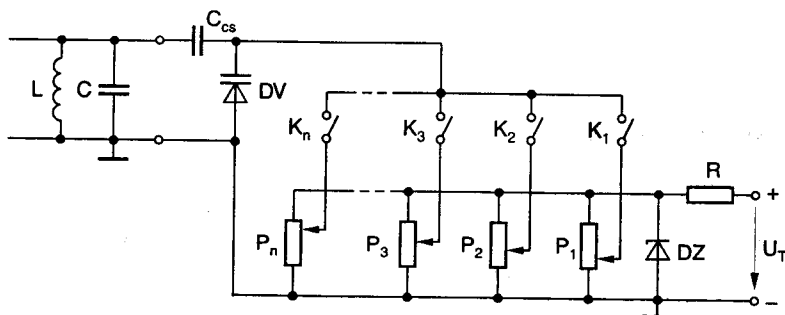 C_cs
L C DV
K_n K_3 K_2 K_1
R +
P_n P_3 P_2 P_1 DZ U_T
−